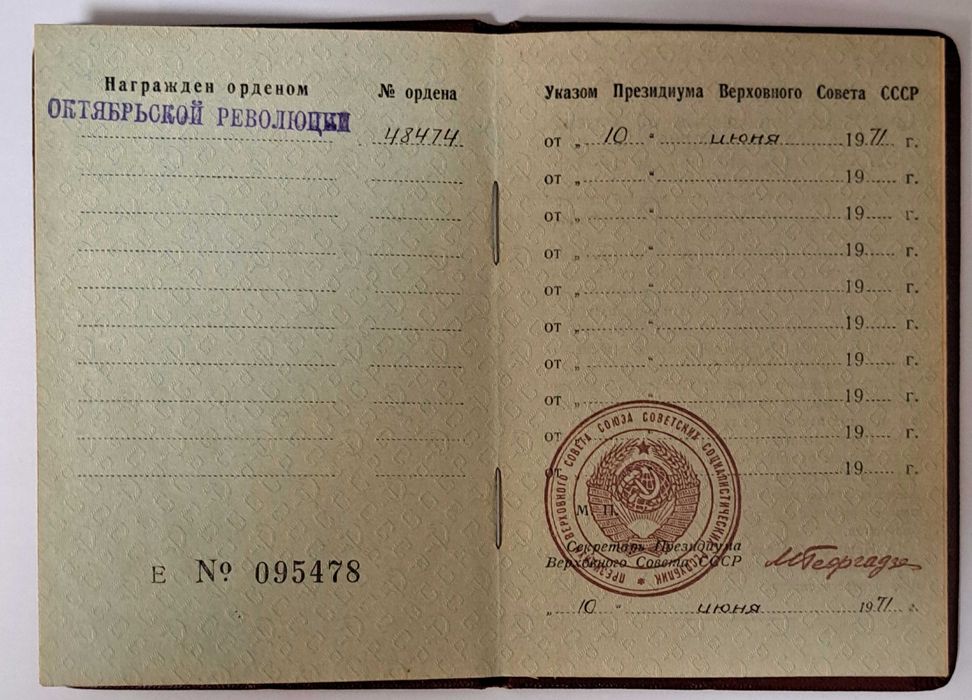 Награжден орденом
№ ордена
ОКТЯБРЬСКОЙ РЕВОЛЮЦИИ
48474
Е № 095478
Указом Президиума Верховного Совета СССР
от „ 10 “ июня 1971 г.
от „ “ 19 г.
от „ “ 19 г.
от „ “ 19 г.
от „ “ 19 г.
от „ “ 19 г.
от „ “ 19 г.
от „ “ 19 г.
от „ “ 19 г.
от „ “ 19 г.
ПРЕЗИДИУМ ВЕРХОВНОГО СОВЕТА СОЮЗА СОВЕТСКИХ СОЦИАЛИСТИЧЕСКИХ РЕСПУБЛИК
М. П.
Секретарь Президиума
Верховного Совета СССР
МГеоргадзе
„ 10 “ июня 1971 г.